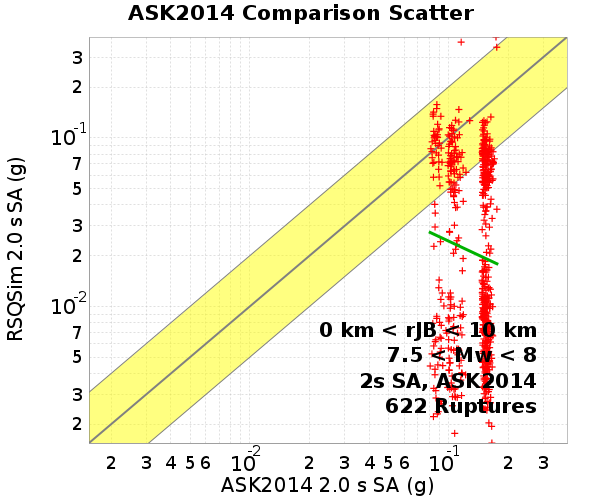 ASK2014 Comparison Scatter
3
2
10-1
7
5
3
2
10-2
7
5
3
2
RSQSim 2.0 s SA (g)
0 km < rJB < 10 km
7.5 < Mw < 8
2s SA, ASK2014
622 Ruptures
2 3 4 5 6 10-2 2 3 4 5 6 10-1 2 3
ASK2014 2.0 s SA (g)